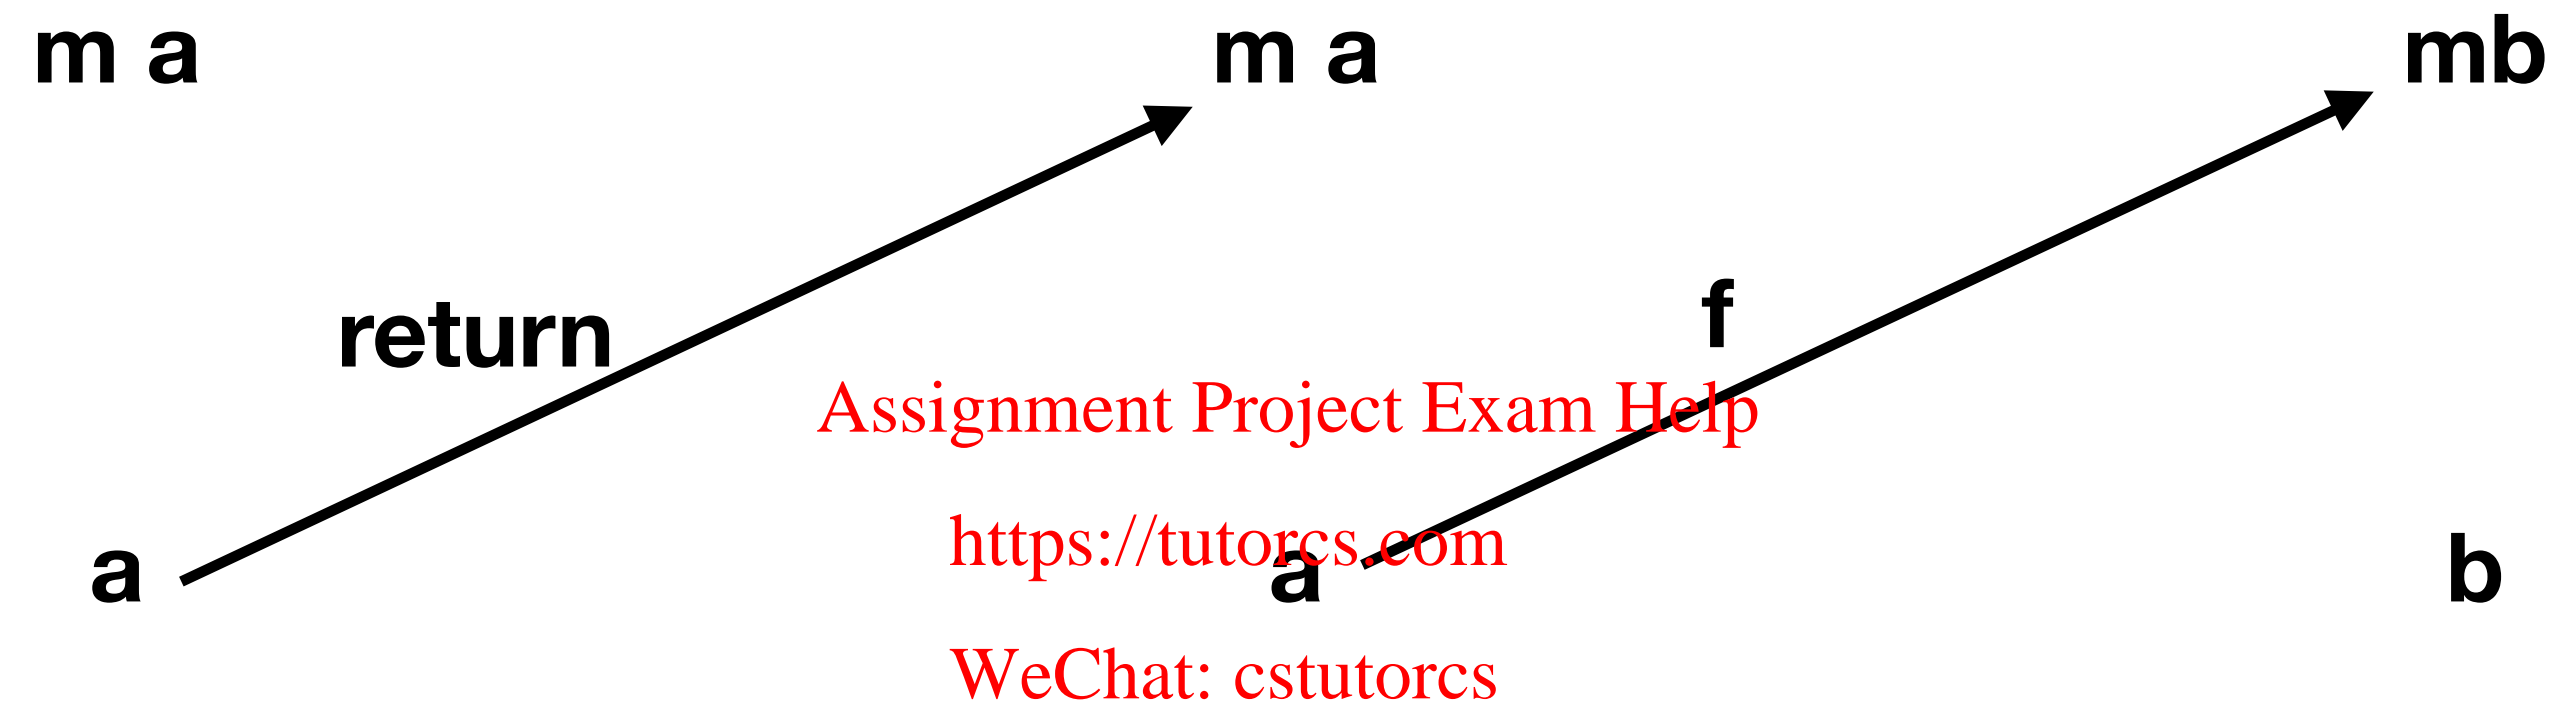 m a m a mb
return f
Assignment Project Exam Help
https://tutorcs.com
a a b
WeChat: cstutorcs